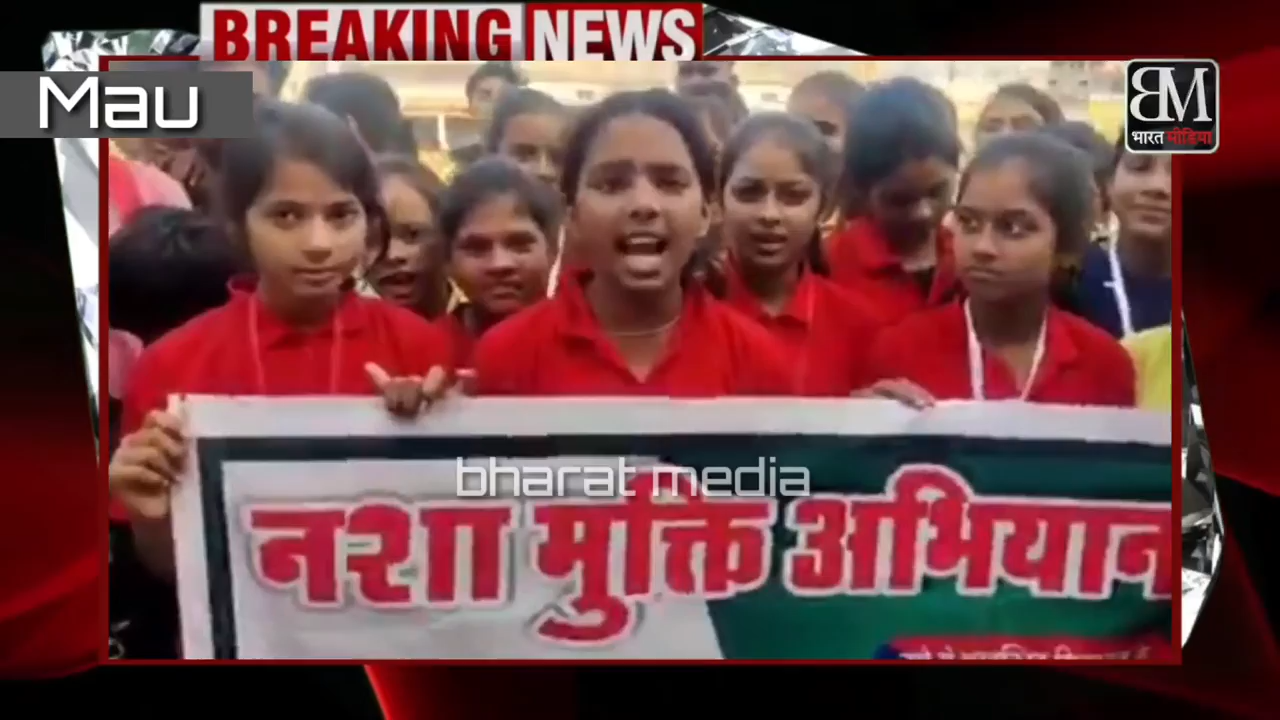 BREAKING NEWS
Mau
BM
भारत मीडिया
bharat media
नशा मुक्ति अभियान